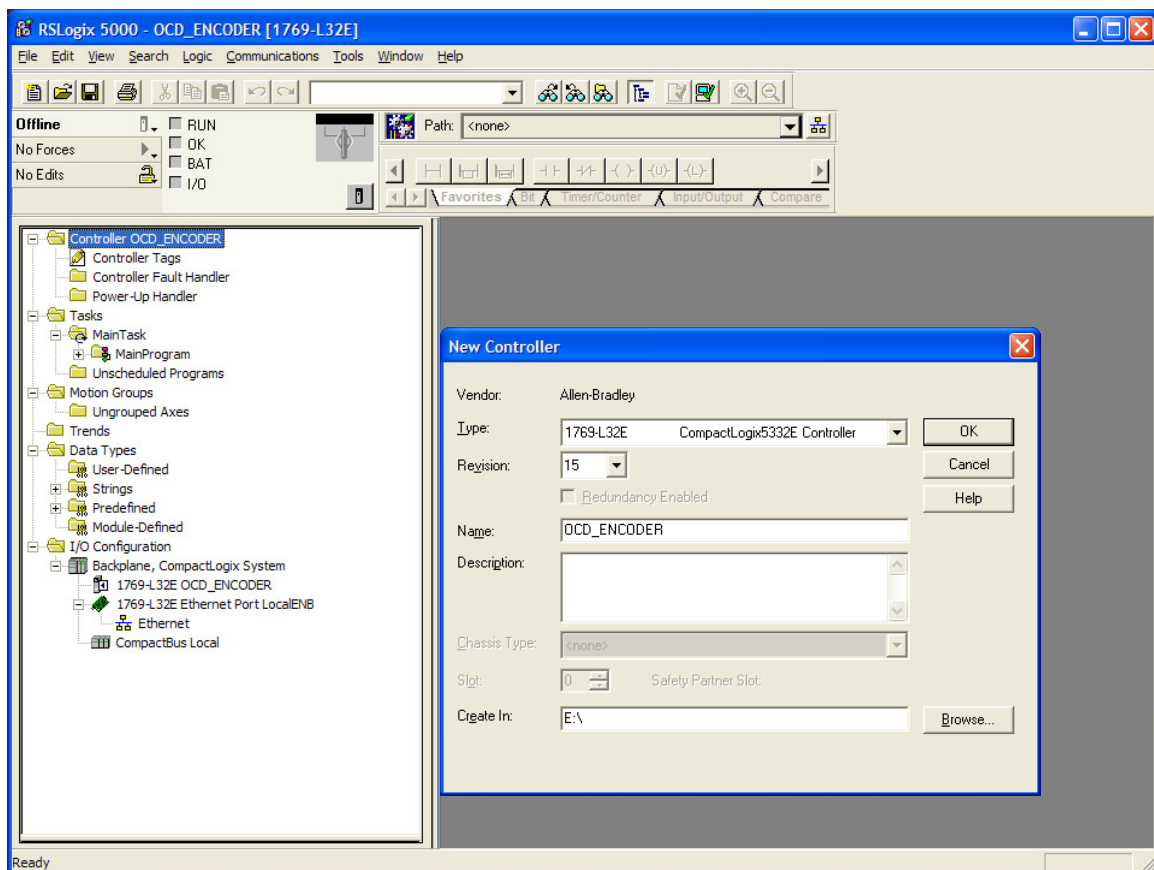 RSLogix 5000 - OCD_ENCODER [1769-L32E]
File Edit View Search Logic Communications Tools Window Help
Offline
RUN
Path: <none>
No Forces
OK
No Edits
BAT
I/O
Favorites Bit Timer/Counter Input/Output Compare
Controller OCD_ENCODER
Controller Tags
Controller Fault Handler
Power-Up Handler
Tasks
MainTask
MainProgram
Unscheduled Programs
Motion Groups
Ungrouped Axes
Trends
Data Types
User-Defined
Strings
Predefined
Module-Defined
I/O Configuration
Backplane, CompactLogix System
1769-L32E OCD_ENCODER
1769-L32E Ethernet Port LocalENB
Ethernet
CompactBus Local
New Controller
Vendor: Allen-Bradley
Type: 1769-L32E CompactLogix5332E Controller OK
Revision: 15 Cancel
Redundancy Enabled Help
Name: OCD_ENCODER
Description:
Chassis Type: <none>
Slot: 0 Safety Partner Slot:
Create In: E:\ Browse...
Ready